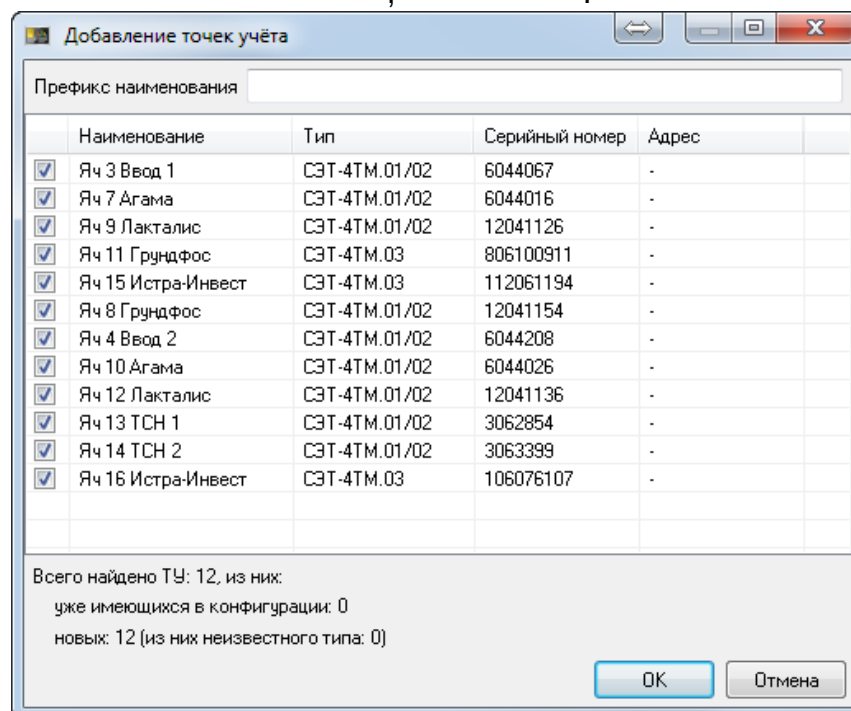 Добавление точек учёта
Префикс наименования
Наименование Тип Серийный номер Адрес
Яч 3 Ввод 1 СЭТ-4ТМ.01/02 6044067 -
Яч 7 Агама СЭТ-4ТМ.01/02 6044016 -
Яч 9 Лакталис СЭТ-4ТМ.01/02 12041126 -
Яч 11 Грундфос СЭТ-4ТМ.03 806100911 -
Яч 15 Истра-Инвест СЭТ-4ТМ.03 112061194 -
Яч 8 Грундфос СЭТ-4ТМ.01/02 12041154 -
Яч 4 Ввод 2 СЭТ-4ТМ.01/02 6044208 -
Яч 10 Агама СЭТ-4ТМ.01/02 6044026 -
Яч 12 Лакталис СЭТ-4ТМ.01/02 12041136 -
Яч 13 ТСН 1 СЭТ-4ТМ.01/02 3062854 -
Яч 14 ТСН 2 СЭТ-4ТМ.01/02 3063399 -
Яч 16 Истра-Инвест СЭТ-4ТМ.03 106076107 -
Всего найдено ТУ: 12, из них:
уже имеющихся в конфигурации: 0
новых: 12 (из них неизвестного типа: 0)
ОК Отмена